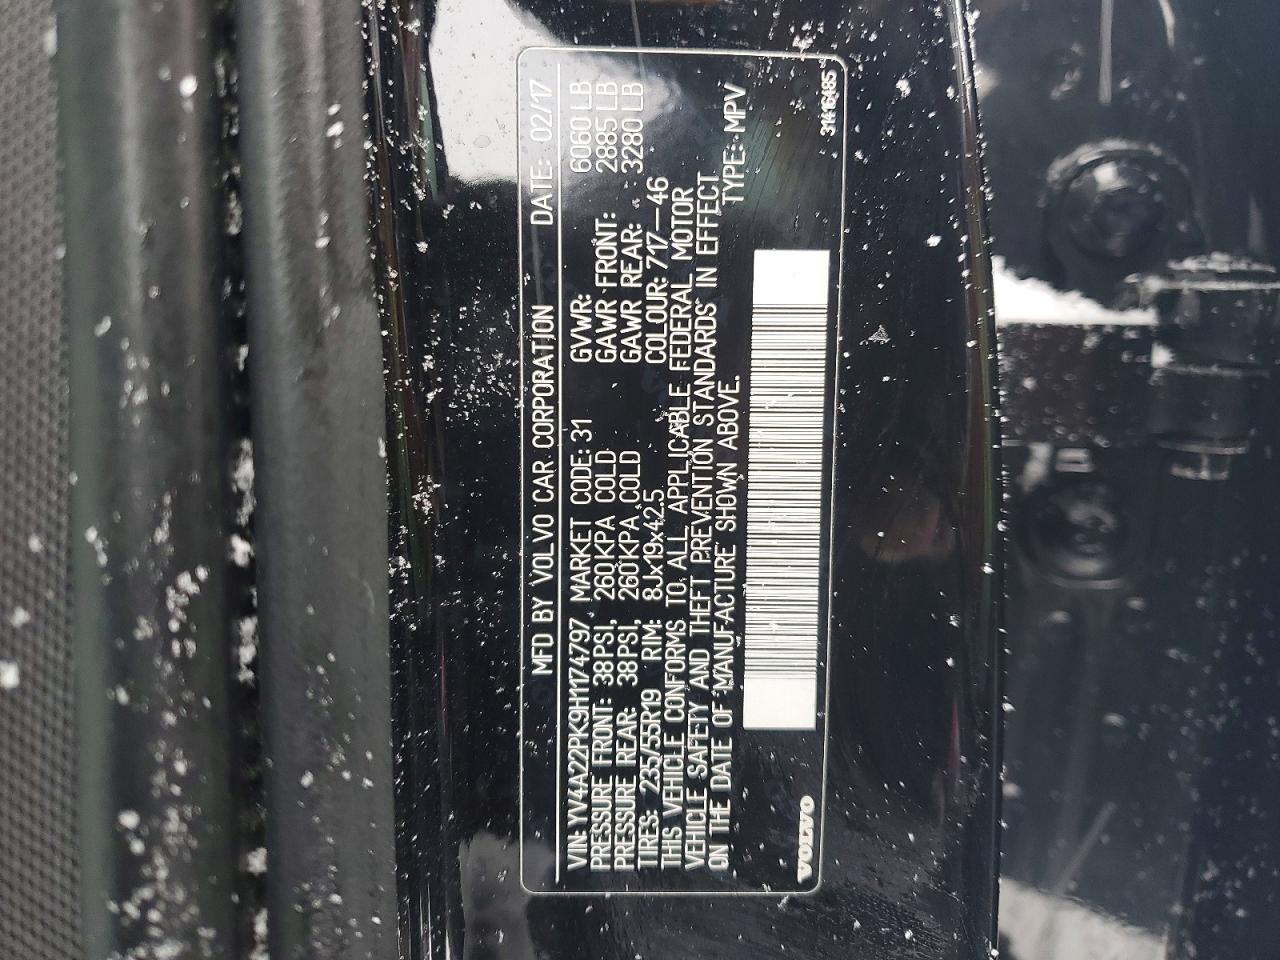 MFD BY VOLVO CAR CORPORATION DATE: 02/17
VIN: YV4A22PK9H1174797 MARKET CODE: 31 GVWR: 6060 LB
PRESSURE FRONT: 38PSI, 260KPA COLD GAWR FRONT: 2885 LB
PRESSURE REAR: 38PSI, 260KPA COLD GAWR REAR: 3280 LB
TIRES: 235/55R19 RIM: 8Jx19x42.5 COLOUR: 717-46
THIS VEHICLE CONFORMS TO ALL APPLICABLE FEDERAL MOTOR
VEHICLE SAFETY AND THEFT PREVENTION STANDARDS IN EFFECT
ON THE DATE OF MANUFACTURE SHOWN ABOVE. TYPE: MPV
VOLVO
31416485